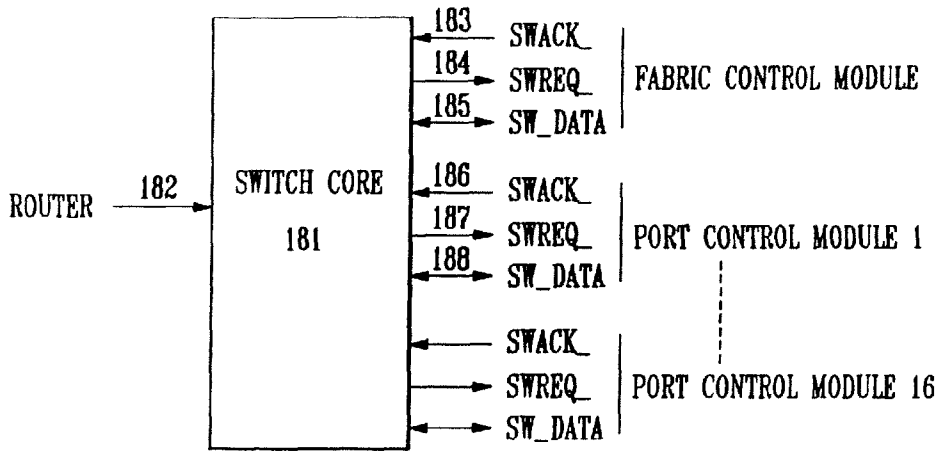 183 SWACK_
184 SWREQ_ FABRIC CONTROL MODULE
185 SW_DATA
ROUTER 182 SWITCH CORE
181
186 SWACK_
187 SWREQ_ PORT CONTROL MODULE 1
188 SW_DATA
SWACK_
SWREQ_ PORT CONTROL MODULE 16
SW_DATA